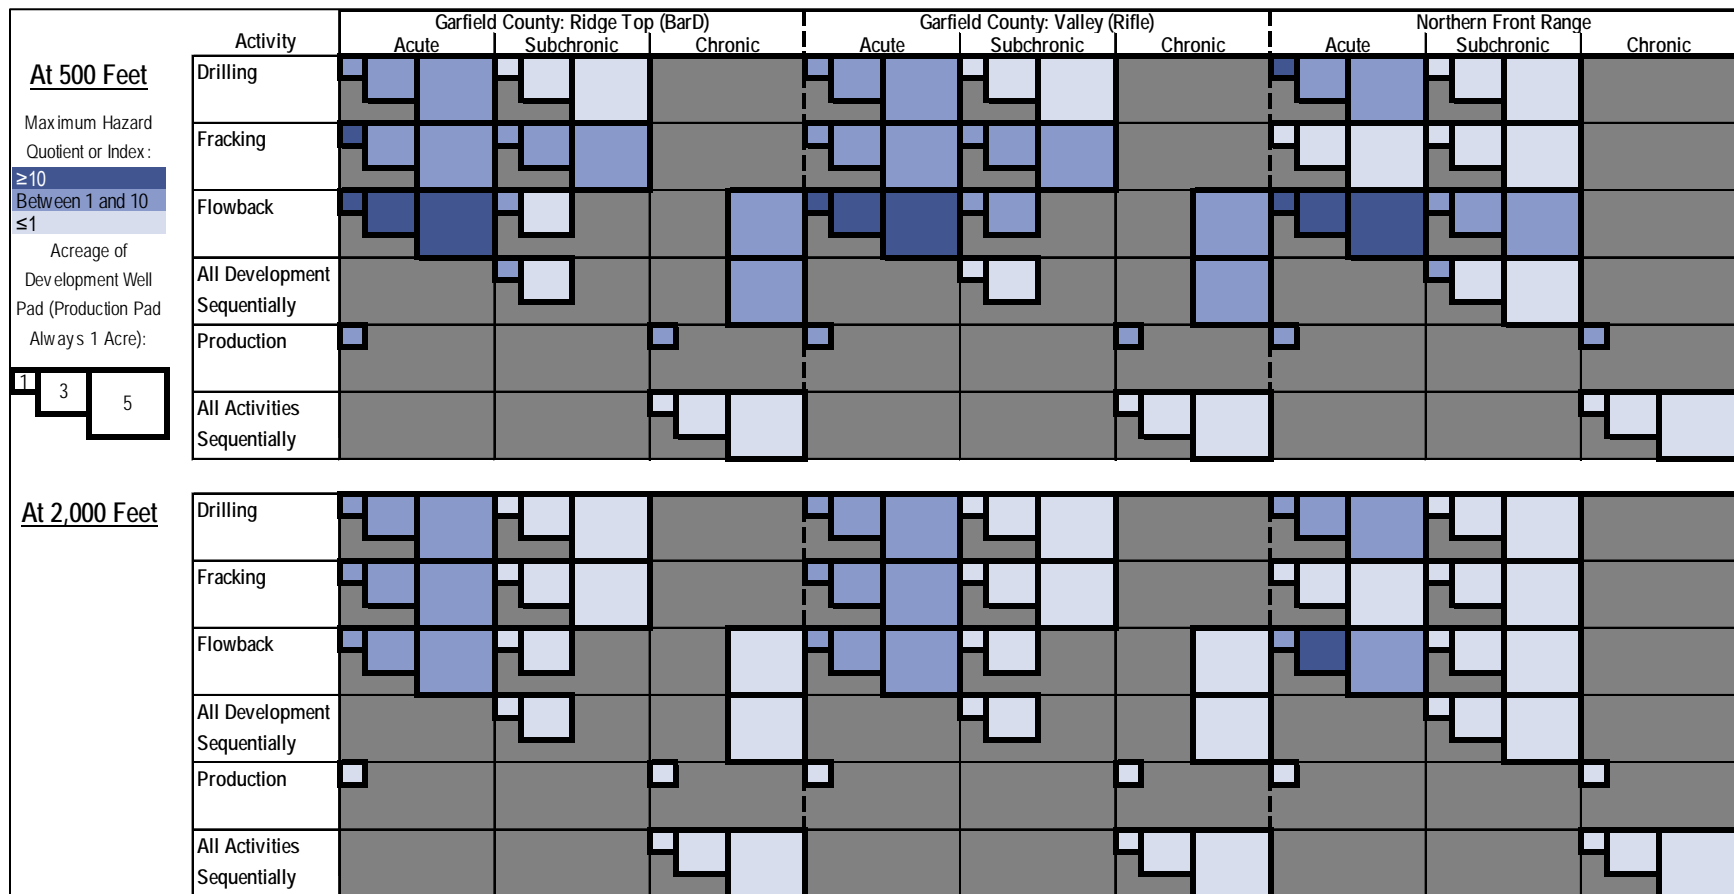 Garfield County: Ridge Top (BarD) Garfield County: Valley (Rifle) Northern Front Range
Activity Acute Subchronic Chronic Acute Subchronic Chronic Acute Subchronic Chronic
At 500 Feet
Maximum Hazard
Quotient or Index:
≥10
Between 1 and 10
≤1
Acreage of
Development Well
Pad (Production Pad
Always 1 Acre):
1 3 5
Drilling
Fracking
Flowback
All Development
Sequentially
Production
All Activities
Sequentially
At 2,000 Feet
Drilling
Fracking
Flowback
All Development
Sequentially
Production
All Activities
Sequentially